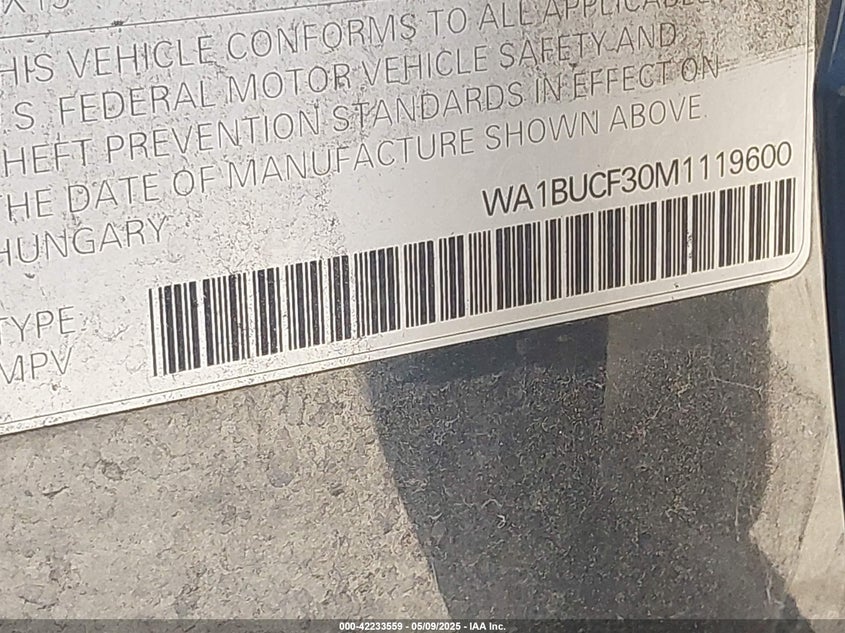 HIS VEHICLE CONFORMS TO ALL APPLICABLE
.S. FEDERAL MOTOR VEHICLE SAFETY AND
HEFT PREVENTION STANDARDS IN EFFECT ON
THE DATE OF MANUFACTURE SHOWN ABOVE.
HUNGARY
WA1BUCF30M1119600
TYPE
MPV
000-42233559 - 05/09/2025 - IAA Inc.